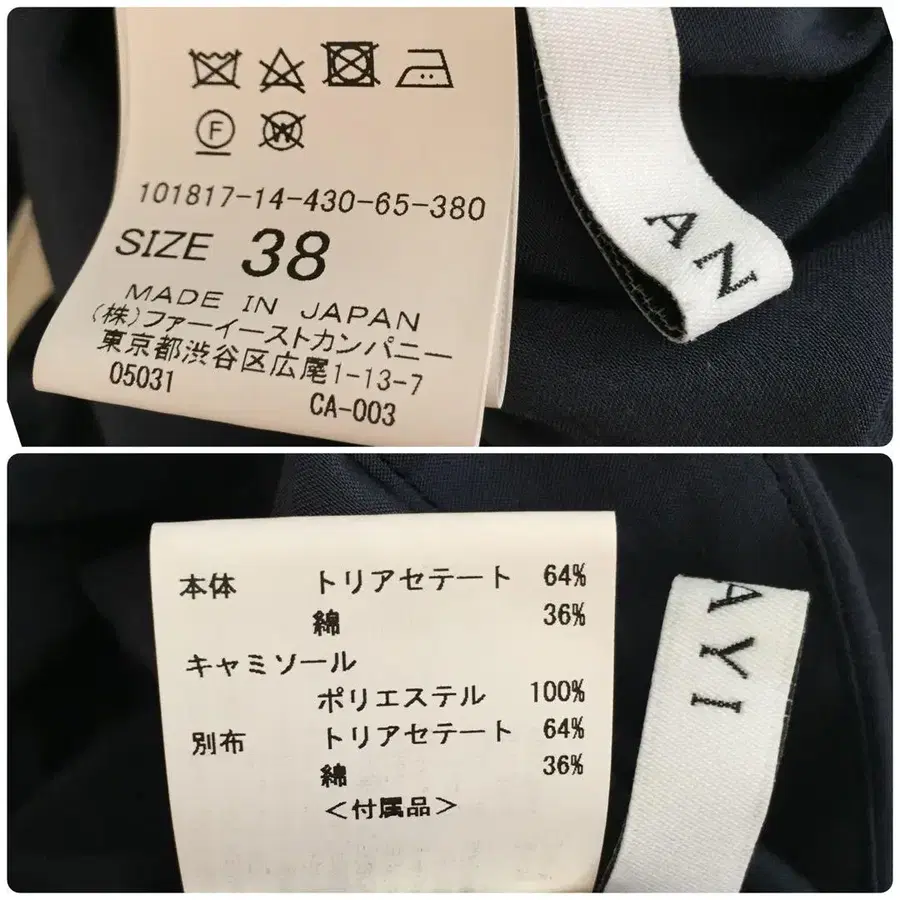 F
W
101817-14-430-65-380
SIZE 38
MADE IN JAPAN
(株)ファーイーストカンパニー
東京都渋谷区広尾1-13-7
05031 CA-003
AN
本体 トリアセテート 64%
綿 36%
キャミソール
ポリエステル 100%
別布 トリアセテート 64%
綿 36%
<付属品>
AYI